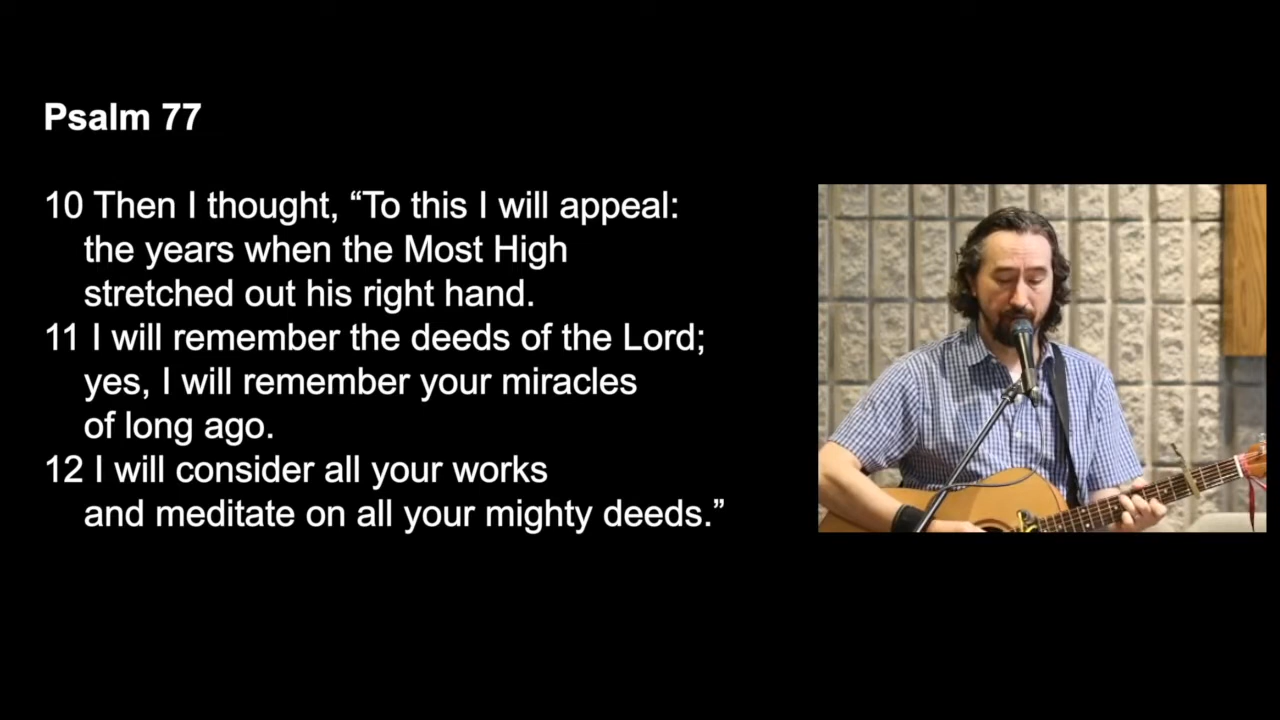 Psalm 77
10 Then I thought, “To this I will appeal:
the years when the Most High
stretched out his right hand.
11 I will remember the deeds of the Lord;
yes, I will remember your miracles
of long ago.
12 I will consider all your works
and meditate on all your mighty deeds.”